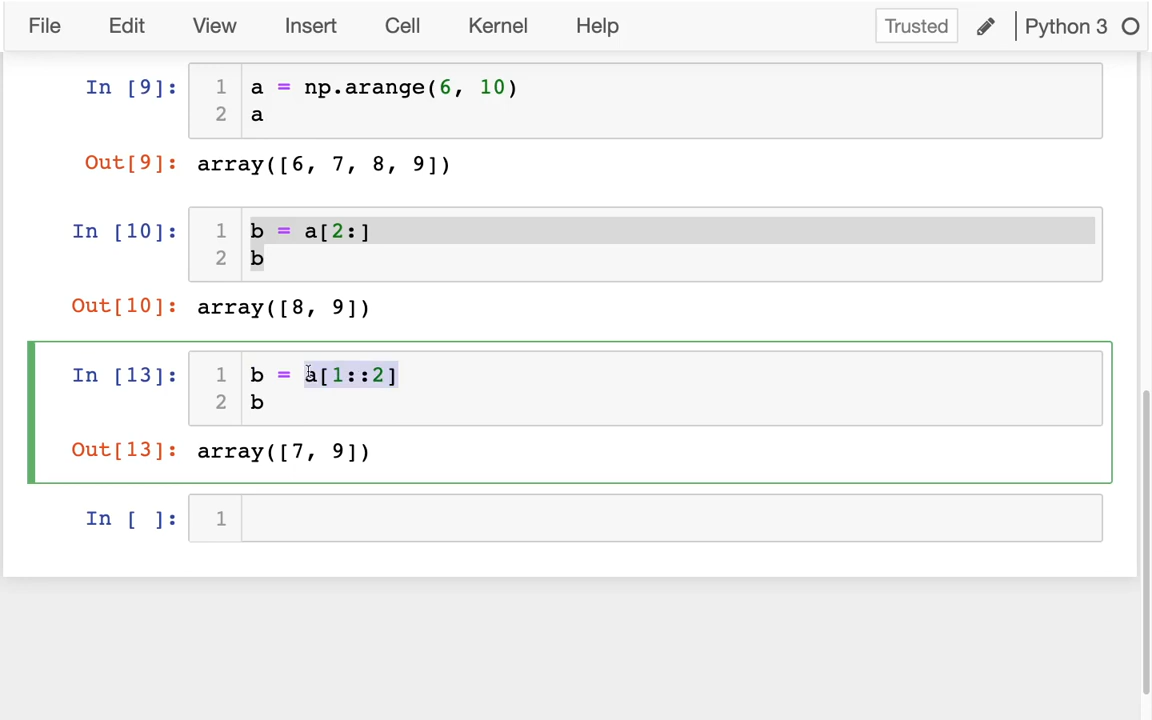 File Edit View Insert Cell Kernel Help Trusted Python 3
In [9]: 1 a = np.arange(6, 10)
2 a
Out[9]: array([6, 7, 8, 9])
In [10]: 1 b = a[2:]
2 b
Out[10]: array([8, 9])
In [13]: 1 b = a[1::2]
2 b
Out[13]: array([7, 9])
In [ ]: 1